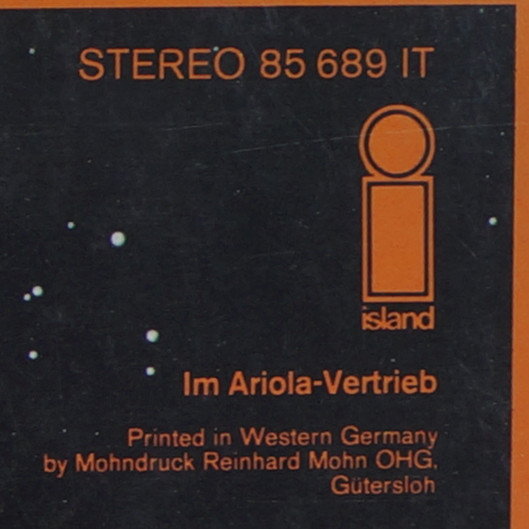 STEREO 85 689 IT
island
Im Ariola-Vertrieb
Printed in Western Germany
by Mohndruck Reinhard Mohn OHG,
Gütersloh